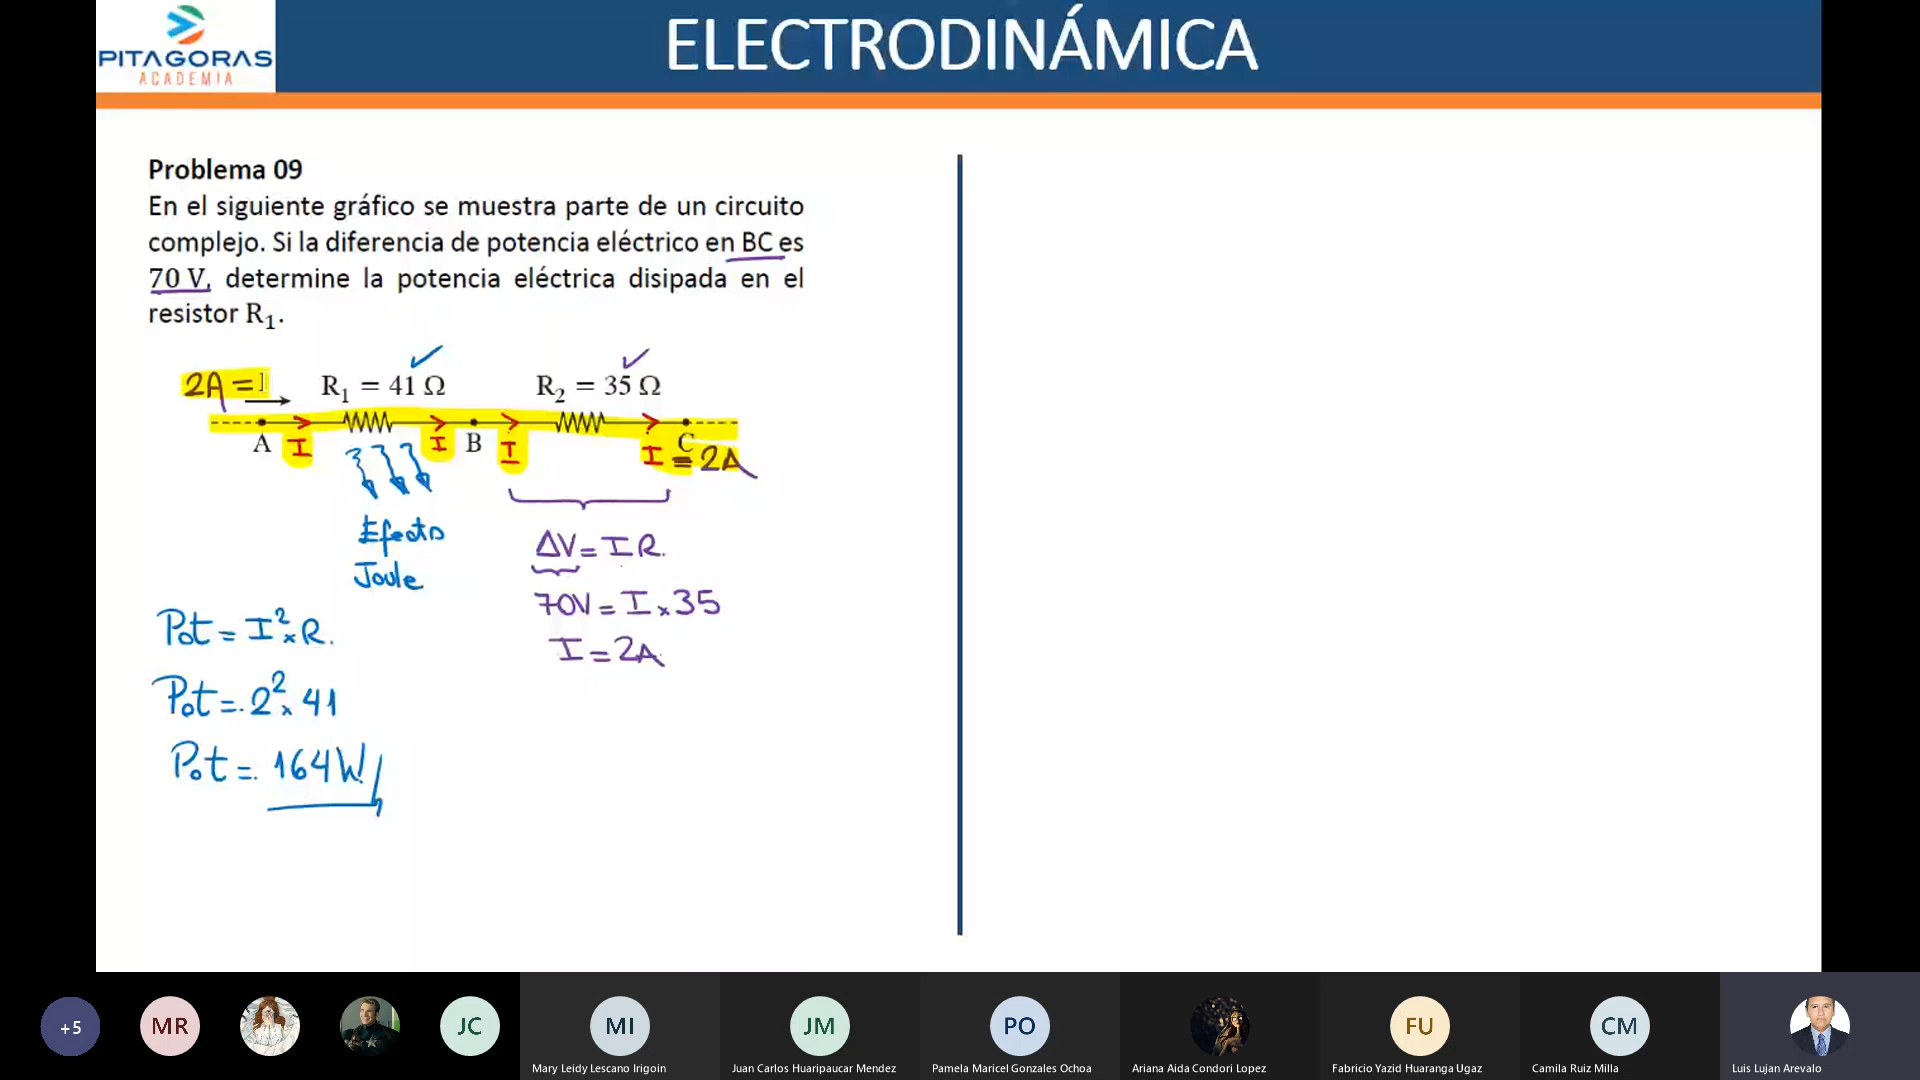 PITAGORAS
ACADEMIA
ELECTRODINÁMICA
Problema 09
En el siguiente gráfico se muestra parte de un circuito
complejo. Si la diferencia de potencia eléctrico en BC es
70 V, determine la potencia eléctrica disipada en el
resistor R₁.
2A = I R₁ = 41 Ω ✓ R₂ = 35 Ω ✓
A I I B I I C = 2A
Efecto
Joule
ΔV = I R.
70V = I x 35
I = 2A
Pot = I² x R.
Pot = 2² x 41
Pot = 164 W
+5 MR JC MI JM PO FU CM
Mary Leidy Lescano Irigoin Juan Carlos Huaripaucar Mendez Pamela Maricel Gonzales Ochoa Ariana Aida Condori Lopez Fabricio Yazid Huaranga Ugaz Camila Ruiz Milla Luis Lujan Arevalo